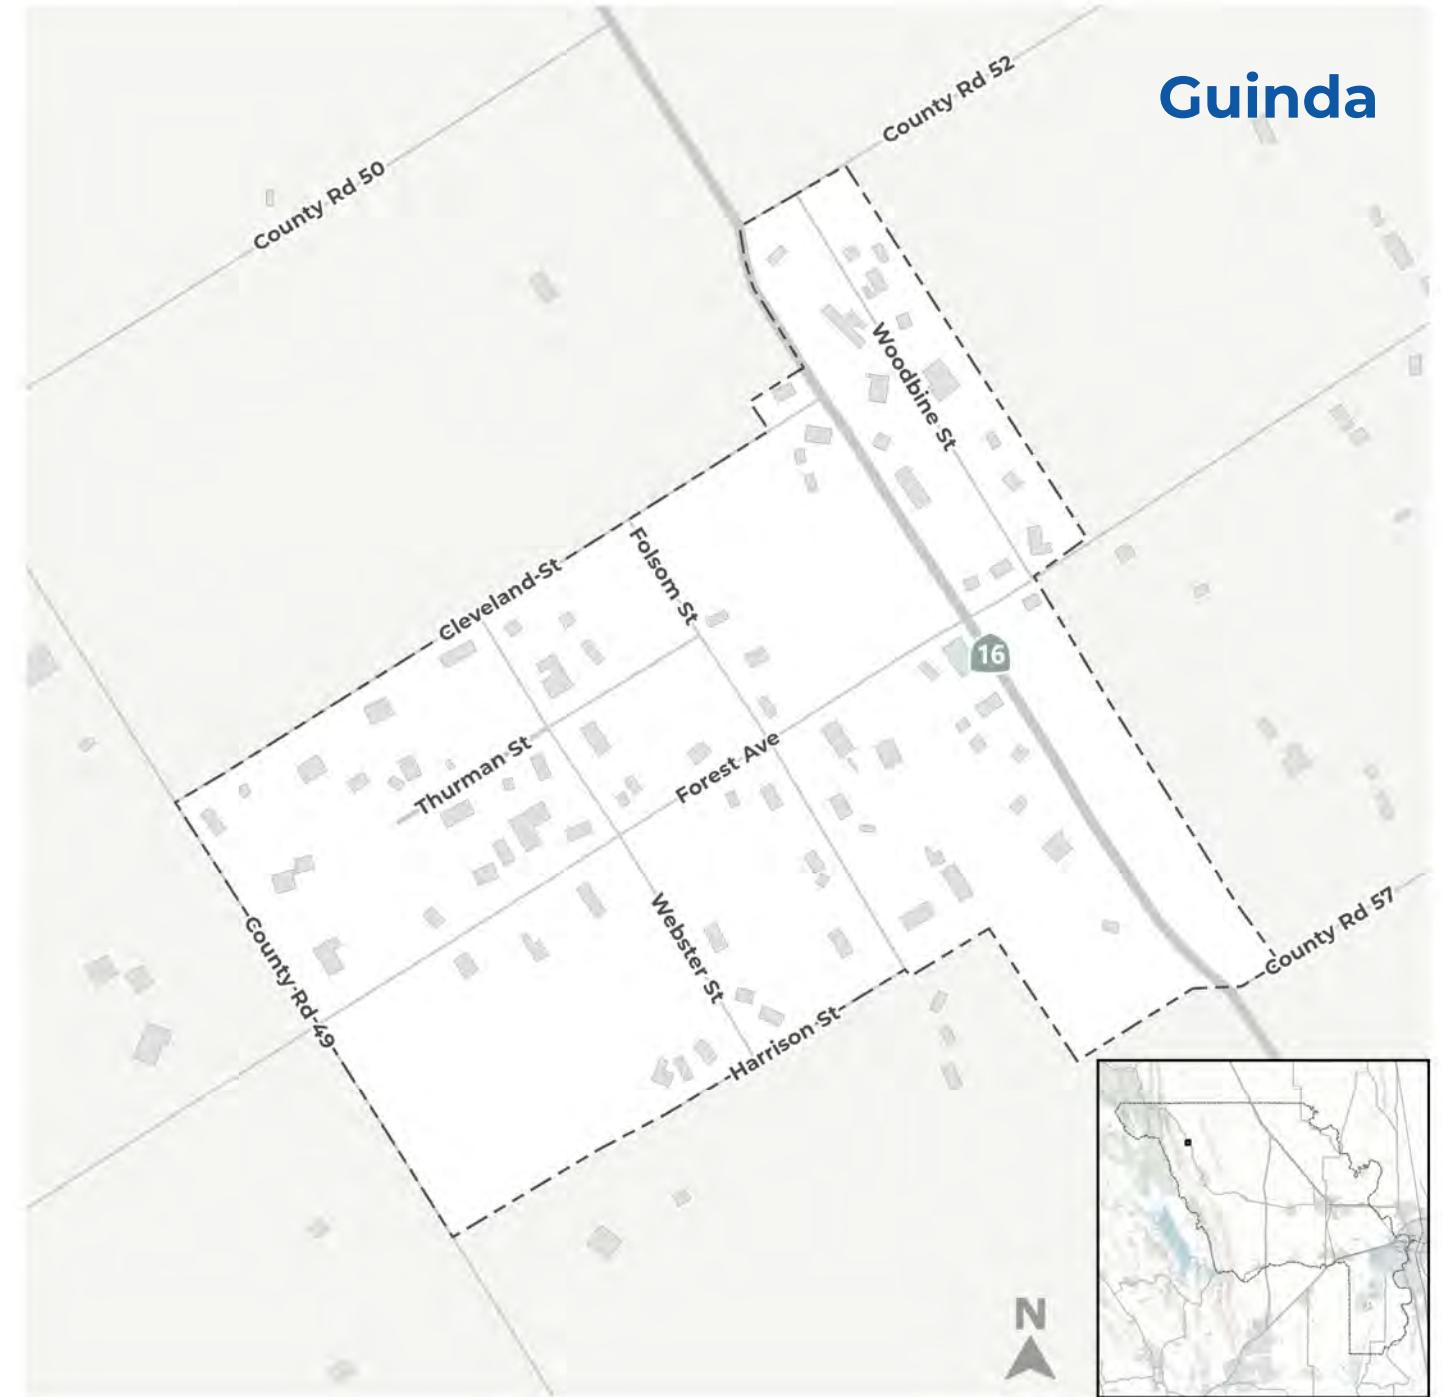 Guinda
County Rd 52
County Rd 50
Woodbine St
Folsom St
Cleveland St
16
Thurman St
Forest Ave
Webster St
County Rd 57
County Rd 49
Harrison St
N